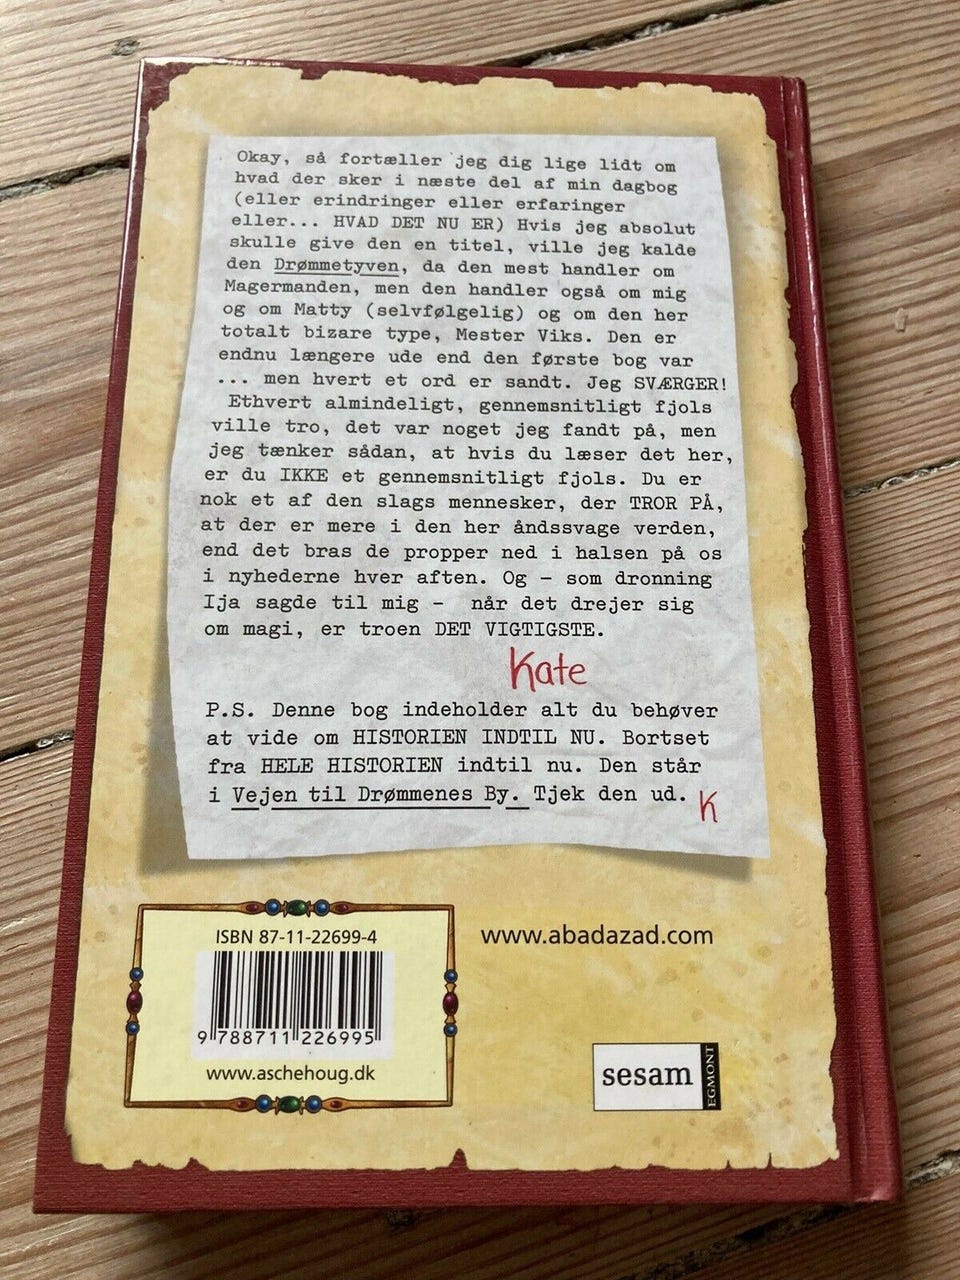 Okay, så fortæller jeg dig lige lidt om
hvad der sker i næste del af min dagbog
(eller erindringer eller erfaringer
eller... HVAD DET NU ER) Hvis jeg absolut
skulle give den en titel, ville jeg kalde
den Drømmetyven, da den mest handler om
Magermanden, men den handler også om mig
og om Matty (selvfølgelig) og om den her
totalt bizare type, Mester Viks. Den er
endnu længere ude end den første bog var
... men hvert et ord er sandt. Jeg SVÆRGER!
Ethvert almindeligt, gennemsnitligt fjols
ville tro, det var noget jeg fandt på, men
jeg tænker sådan, at hvis du læser det her,
er du IKKE et gennemsnitligt fjols. Du er
nok et af den slags mennesker, der TROR PÅ,
at der er mere i den her åndssvage verden,
end det bras de propper ned i halsen på os
i nyhederne hver aften. Og - som dronning
Ija sagde til mig - når det drejer sig
om magi, er troen DET VIGTIGSTE.
Kate
P.S. Denne bog indeholder alt du behøver
at vide om HISTORIEN INDTIL NU. Bortset
fra HELE HISTORIEN indtil nu. Den står
i Vejen til Drømmenes By. Tjek den ud.
K
ISBN 87-11-22699-4
9 788711 226995
www.aschehoug.dk
www.abadazad.com
sesam
EGMONT